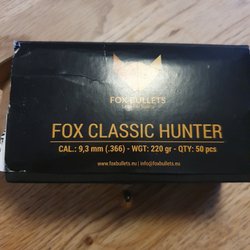 FOX BULLETS
FOX CLASSIC HUNTER
CAL.: 9,3 mm (.366) - WGT: 220 gr - QTY: 50 pcs
www.foxbullets.eu | info@foxbullets.eu